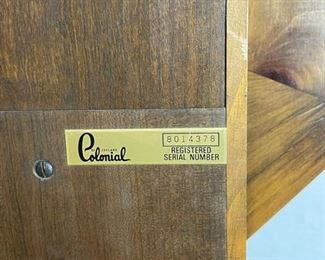 Colonial
8014378
REGISTERED
SERIAL NUMBER